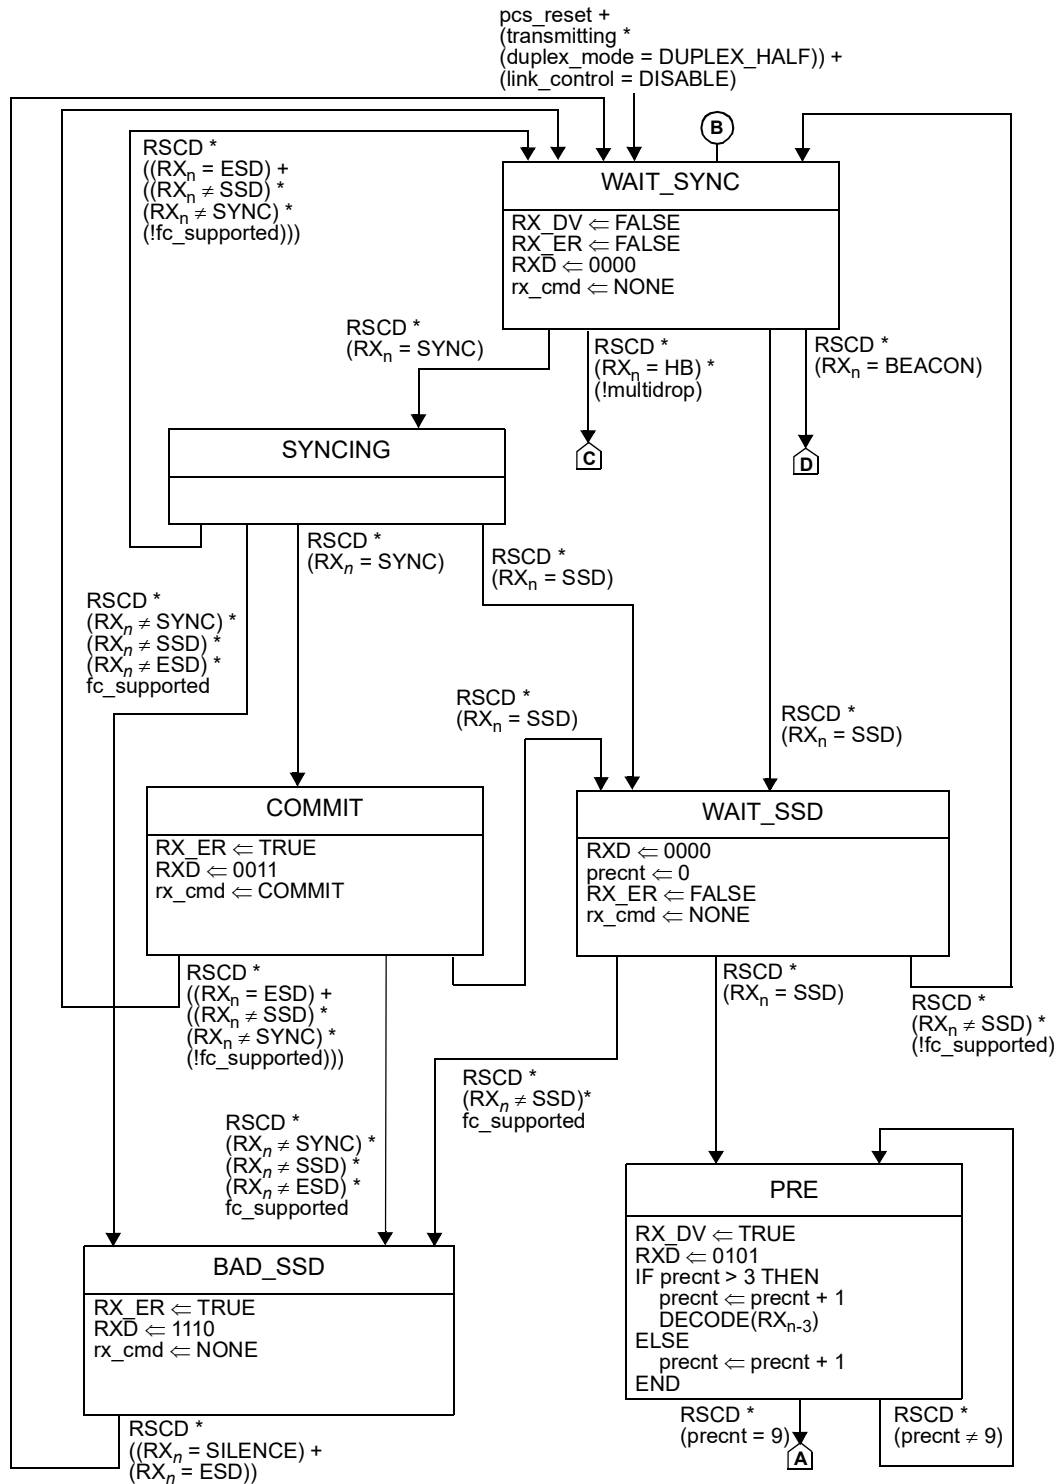 pcs_reset +
(transmitting *
(duplex_mode = DUPLEX_HALF)) +
(link_control = DISABLE)
B
RSCD *
((RXn = ESD) +
((RXn ≠ SSD) *
(RXn ≠ SYNC) *
(!fc_supported)))
WAIT_SYNC
RX_DV ⇐ FALSE
RX_ER ⇐ FALSE
RXD ⇐ 0000
rx_cmd ⇐ NONE
RSCD *
(RXn = SYNC)
RSCD *
(RXn = HB) *
(!multidrop)
RSCD *
(RXn = BEACON)
C
D
SYNCING
RSCD *
(RXn = SYNC)
RSCD *
(RXn = SSD)
RSCD *
(RXn ≠ SYNC) *
(RXn ≠ SSD) *
(RXn ≠ ESD) *
fc_supported
RSCD *
(RXn = SSD)
RSCD *
(RXn = SSD)
COMMIT
RX_ER ⇐ TRUE
RXD ⇐ 0011
rx_cmd ⇐ COMMIT
WAIT_SSD
RXD ⇐ 0000
precnt ⇐ 0
RX_ER ⇐ FALSE
rx_cmd ⇐ NONE
RSCD *
((RXn = ESD) +
((RXn ≠ SSD) *
(RXn ≠ SYNC) *
(!fc_supported)))
RSCD *
(RXn = SSD)
RSCD *
(RXn ≠ SSD) *
(!fc_supported)
RSCD *
(RXn ≠ SSD)*
fc_supported
RSCD *
(RXn ≠ SYNC) *
(RXn ≠ SSD) *
(RXn ≠ ESD) *
fc_supported
PRE
RX_DV ⇐ TRUE
RXD ⇐ 0101
IF precnt > 3 THEN
precnt ⇐ precnt + 1
DECODE(RXn-3)
ELSE
precnt ⇐ precnt + 1
END
BAD_SSD
RX_ER ⇐ TRUE
RXD ⇐ 1110
rx_cmd ⇐ NONE
RSCD *
((RXn = SILENCE) +
(RXn = ESD))
RSCD *
(precnt = 9)
A
RSCD *
(precnt ≠ 9)